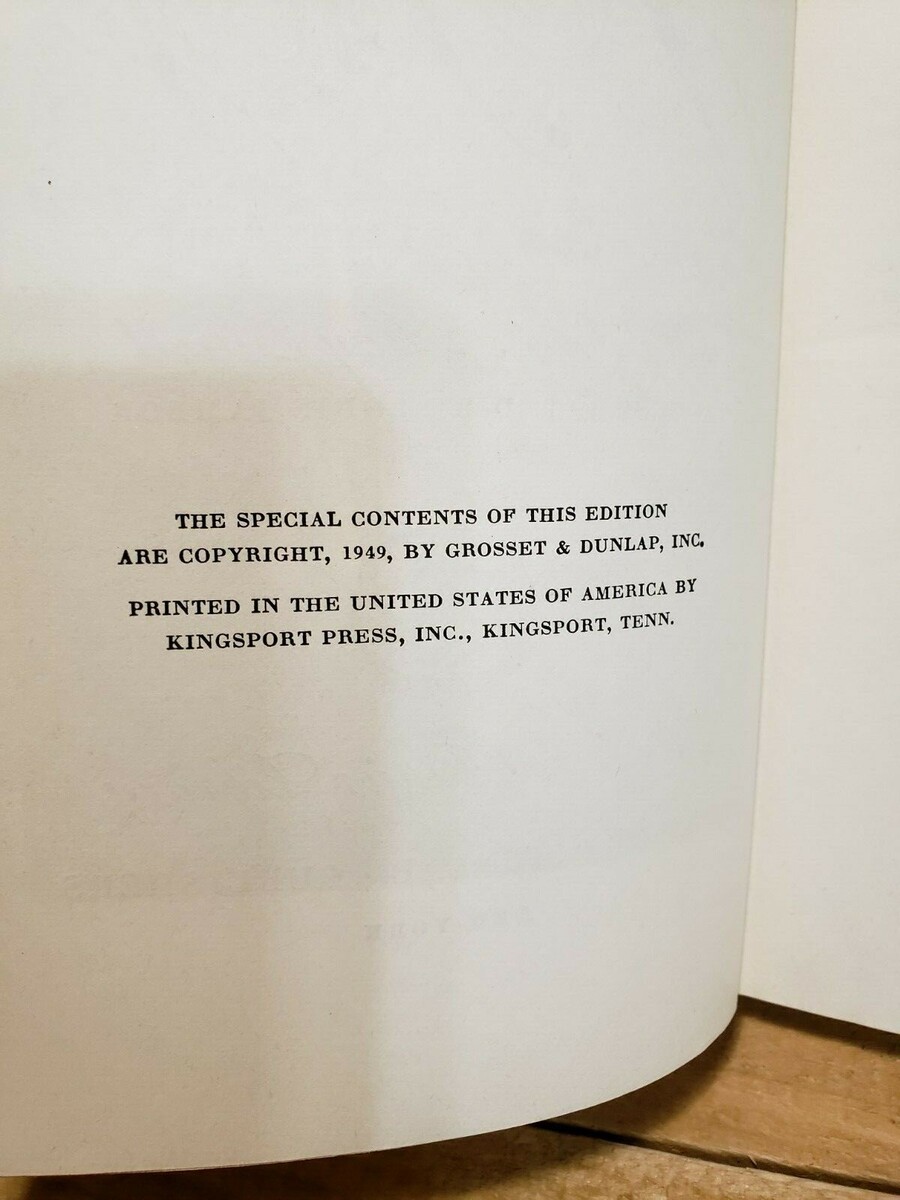 THE SPECIAL CONTENTS OF THIS EDITION
ARE COPYRIGHT, 1949, BY GROSSET & DUNLAP, INC.
PRINTED IN THE UNITED STATES OF AMERICA BY
KINGSPORT PRESS, INC., KINGSPORT, TENN.